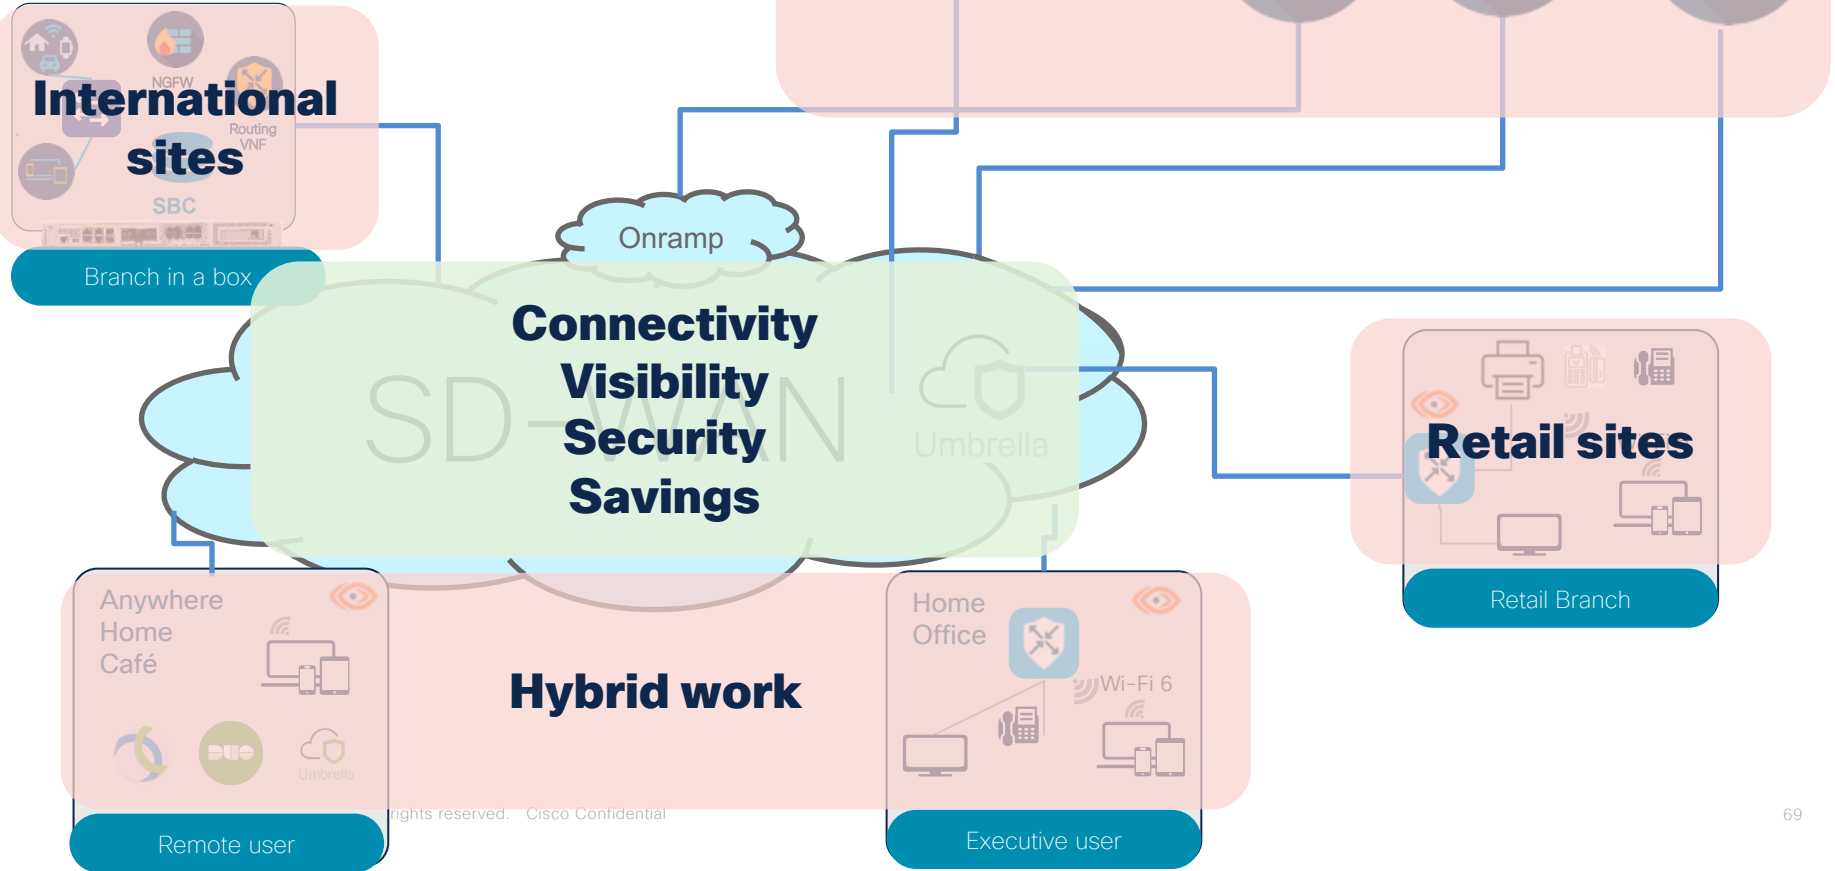 NGFW
International
sites
Routing
VNF
SBC
Branch in a box
Onramp
Connectivity
Visibility
Security
Savings
SD-WAN
Umbrella
Retail sites
Retail Branch
Anywhere
Home
Café
DUO
Umbrella
Remote user
Hybrid work
Home
Office
Wi-Fi 6
Executive user
rights reserved. Cisco Confidential
69